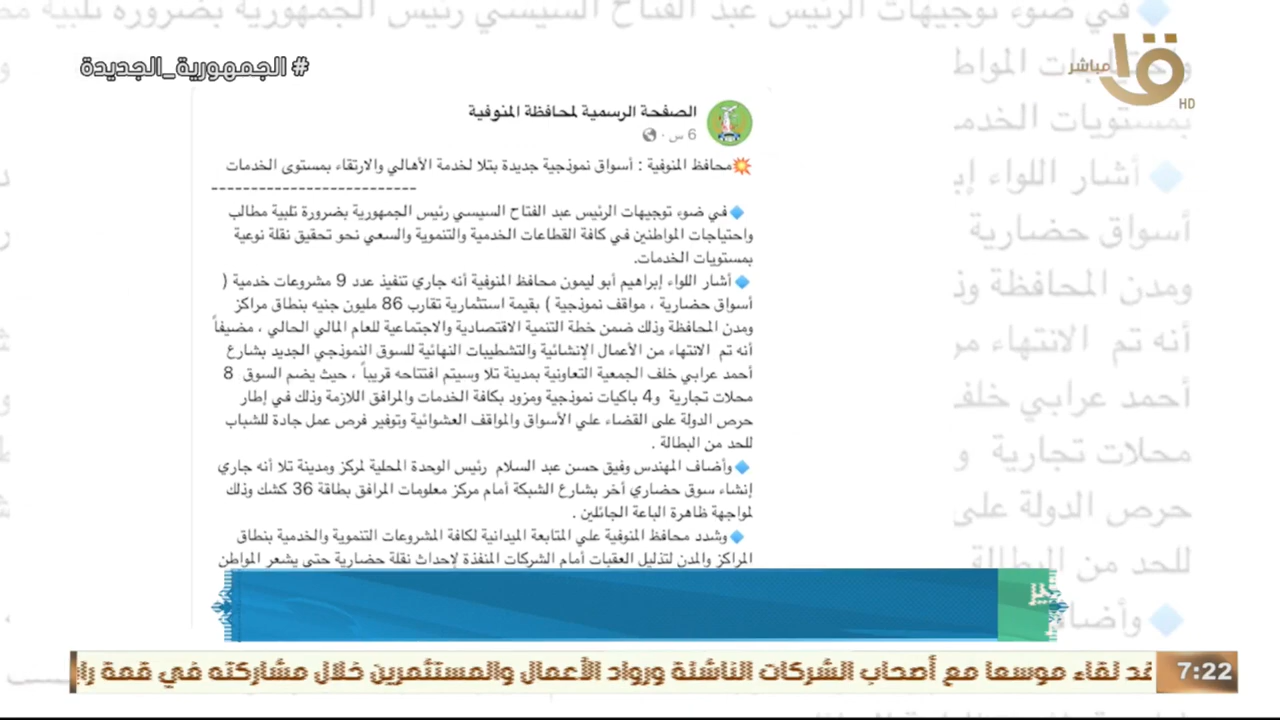 # الجمهورية_الجديدة
مباشر
HD
الصفحة الرسمية لمحافظة المنوفية
6 س
محافظ المنوفية : أسواق نموذجية جديدة بتلا لخدمة الأهالي والارتقاء بمستوى الخدمات
--------------------------
في ضوء توجيهات الرئيس عبد الفتاح السيسي رئيس الجمهورية بضرورة تلبية مطالب
واحتياجات المواطنين في كافة القطاعات الخدمية والتنموية والسعي نحو تحقيق نقلة نوعية
بمستويات الخدمات.
أشار اللواء إبراهيم أبو ليمون محافظ المنوفية أنه جاري تنفيذ عدد 9 مشروعات خدمية (
أسواق حضارية ، مواقف نموذجية ) بقيمة استثمارية تقارب 86 مليون جنيه بنطاق مراكز
ومدن المحافظة وذلك ضمن خطة التنمية الاقتصادية والاجتماعية للعام المالي الحالي ، مضيفاً
أنه تم الانتهاء من الأعمال الإنشائية والتشطيبات النهائية للسوق النموذجي الجديد بشارع
أحمد عرابي خلف الجمعية التعاونية بمدينة تلا وسيتم افتتاحه قريباً ، حيث يضم السوق 8
محلات تجارية و4 باكيات نموذجية ومزود بكافة الخدمات والمرافق اللازمة وذلك في إطار
حرص الدولة على القضاء علي الأسواق والمواقف العشوائية وتوفير فرص عمل جادة للشباب
للحد من البطالة .
وأضاف المهندس وفيق حسن عبد السلام رئيس الوحدة المحلية لمركز ومدينة تلا أنه جاري
إنشاء سوق حضاري أخر بشارع الشبكة أمام مركز معلومات المرافق بطاقة 36 كشك وذلك
لمواجهة ظاهرة الباعة الجائلين .
وشدد محافظ المنوفية علي المتابعة الميدانية لكافة المشروعات التنموية والخدمية بنطاق
المراكز والمدن لتذليل العقبات أمام الشركات المنفذة لإحداث نقلة حضارية حتى يشعر المواطن
7:22 قد لقاء موسعا مع أصحاب الشركات الناشئة ورواد الأعمال والمستثمرين خلال مشاركته في قمة راي